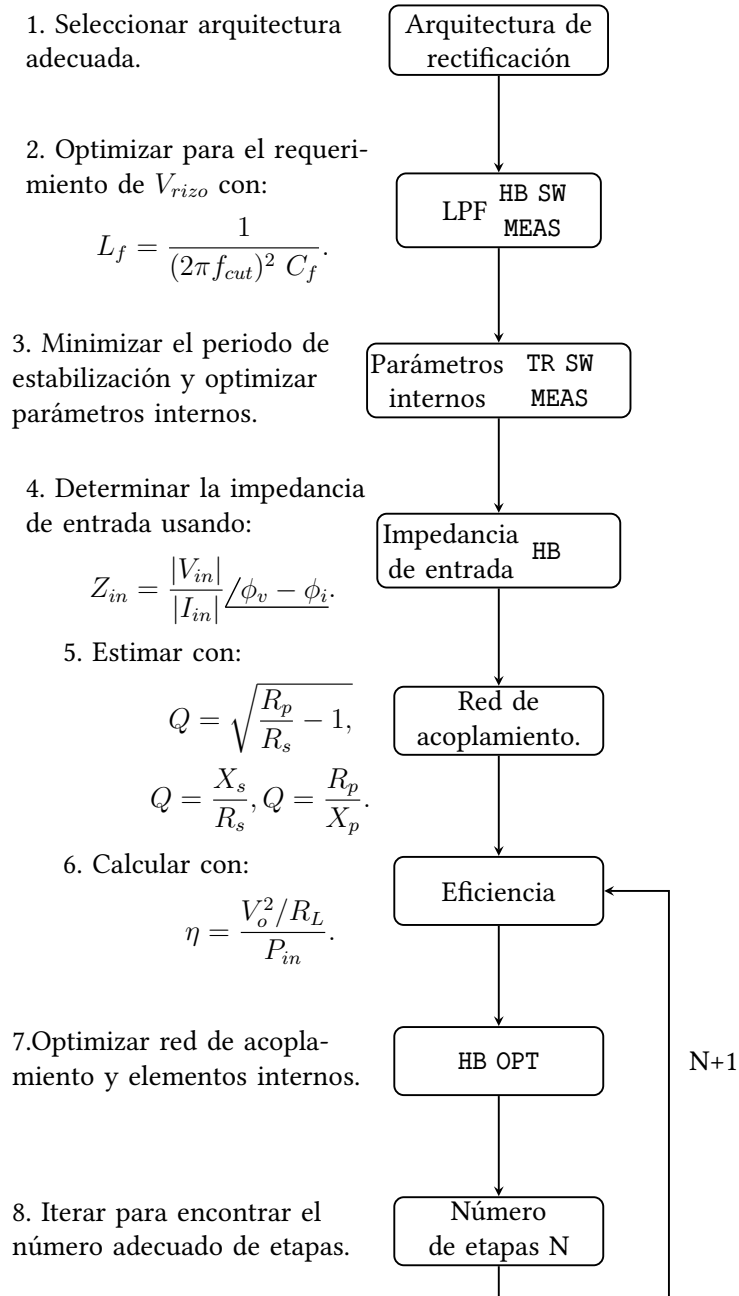 1. Seleccionar arquitectura
adecuada.
Arquitectura de
rectificación
2. Optimizar para el requeri-
miento de $V_{rizo}$ con:
$L_f = \frac{1}{(2\pi f_{cut})^2 \ C_f}.$
LPF HB SW
MEAS
3. Minimizar el periodo de
estabilización y optimizar
parámetros internos.
Parámetros TR SW
internos MEAS
4. Determinar la impedancia
de entrada usando:
$Z_{in} = \frac{|V_{in}|}{|I_{in}|} \underline{/\phi_v - \phi_i}.$
Impedancia
de entrada HB
5. Estimar con:
$Q = \sqrt{\frac{R_p}{R_s} - 1},$
$Q = \frac{X_s}{R_s}, Q = \frac{R_p}{X_p}.$
Red de
acoplamiento.
6. Calcular con:
$\eta = \frac{V_o^2/R_L}{P_{in}}.$
Eficiencia
7.Optimizar red de acopla-
miento y elementos internos.
HB OPT
N+1
8. Iterar para encontrar el
número adecuado de etapas.
Número
de etapas N